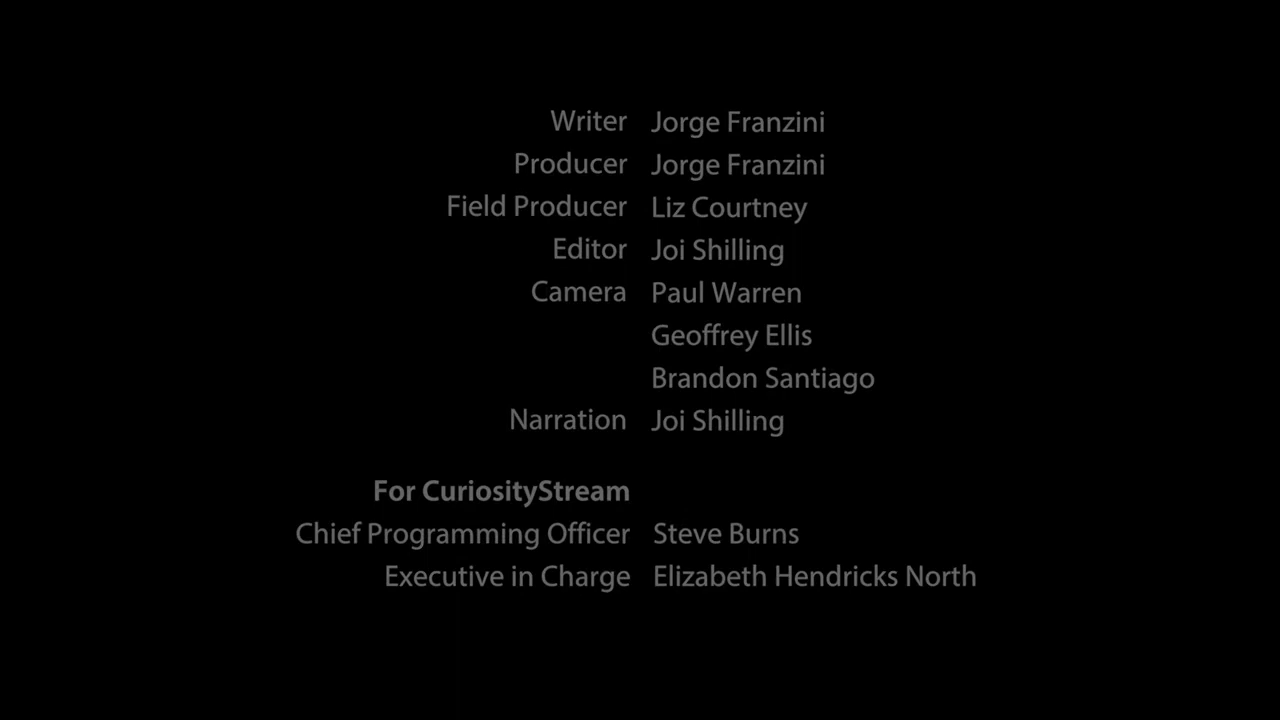 Writer Jorge Franzini
Producer Jorge Franzini
Field Producer Liz Courtney
Editor Joi Shilling
Camera Paul Warren
Geoffrey Ellis
Brandon Santiago
Narration Joi Shilling
For CuriosityStream
Chief Programming Officer Steve Burns
Executive in Charge Elizabeth Hendricks North